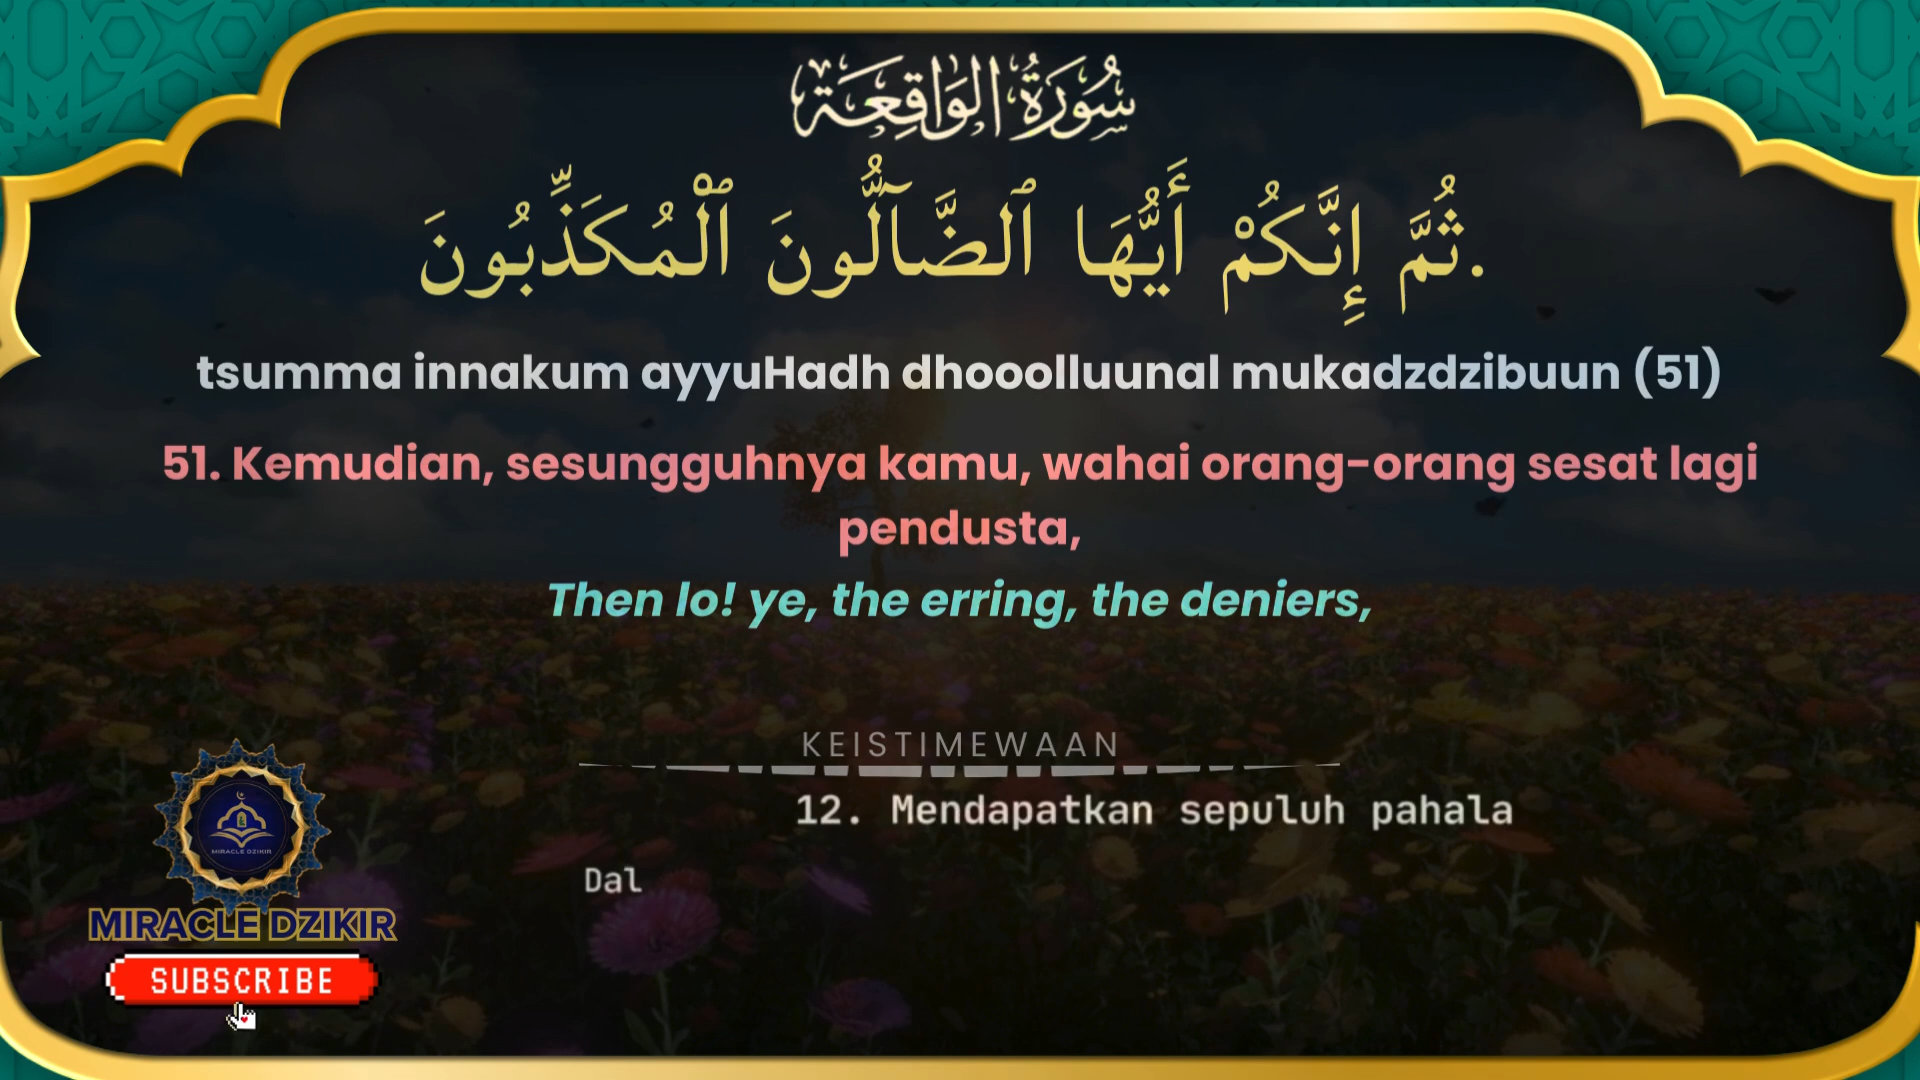 سُورَةُ الوَاقِعَة
ثُمَّ إِنَّكُمْ أَيُّهَا ٱلضَّآلُّونَ ٱلْمُكَذِّبُونَ.
tsumma innakum ayyuHadh dhooolluunal mukadzdzibuun (51)
51. Kemudian, sesungguhnya kamu, wahai orang-orang sesat lagi
pendusta,
Then lo! ye, the erring, the deniers,
KEISTIMEWAAN
12. Mendapatkan sepuluh pahala
Dal
MIRACLE DZIKIR
MIRACLE DZIKIR
SUBSCRIBE